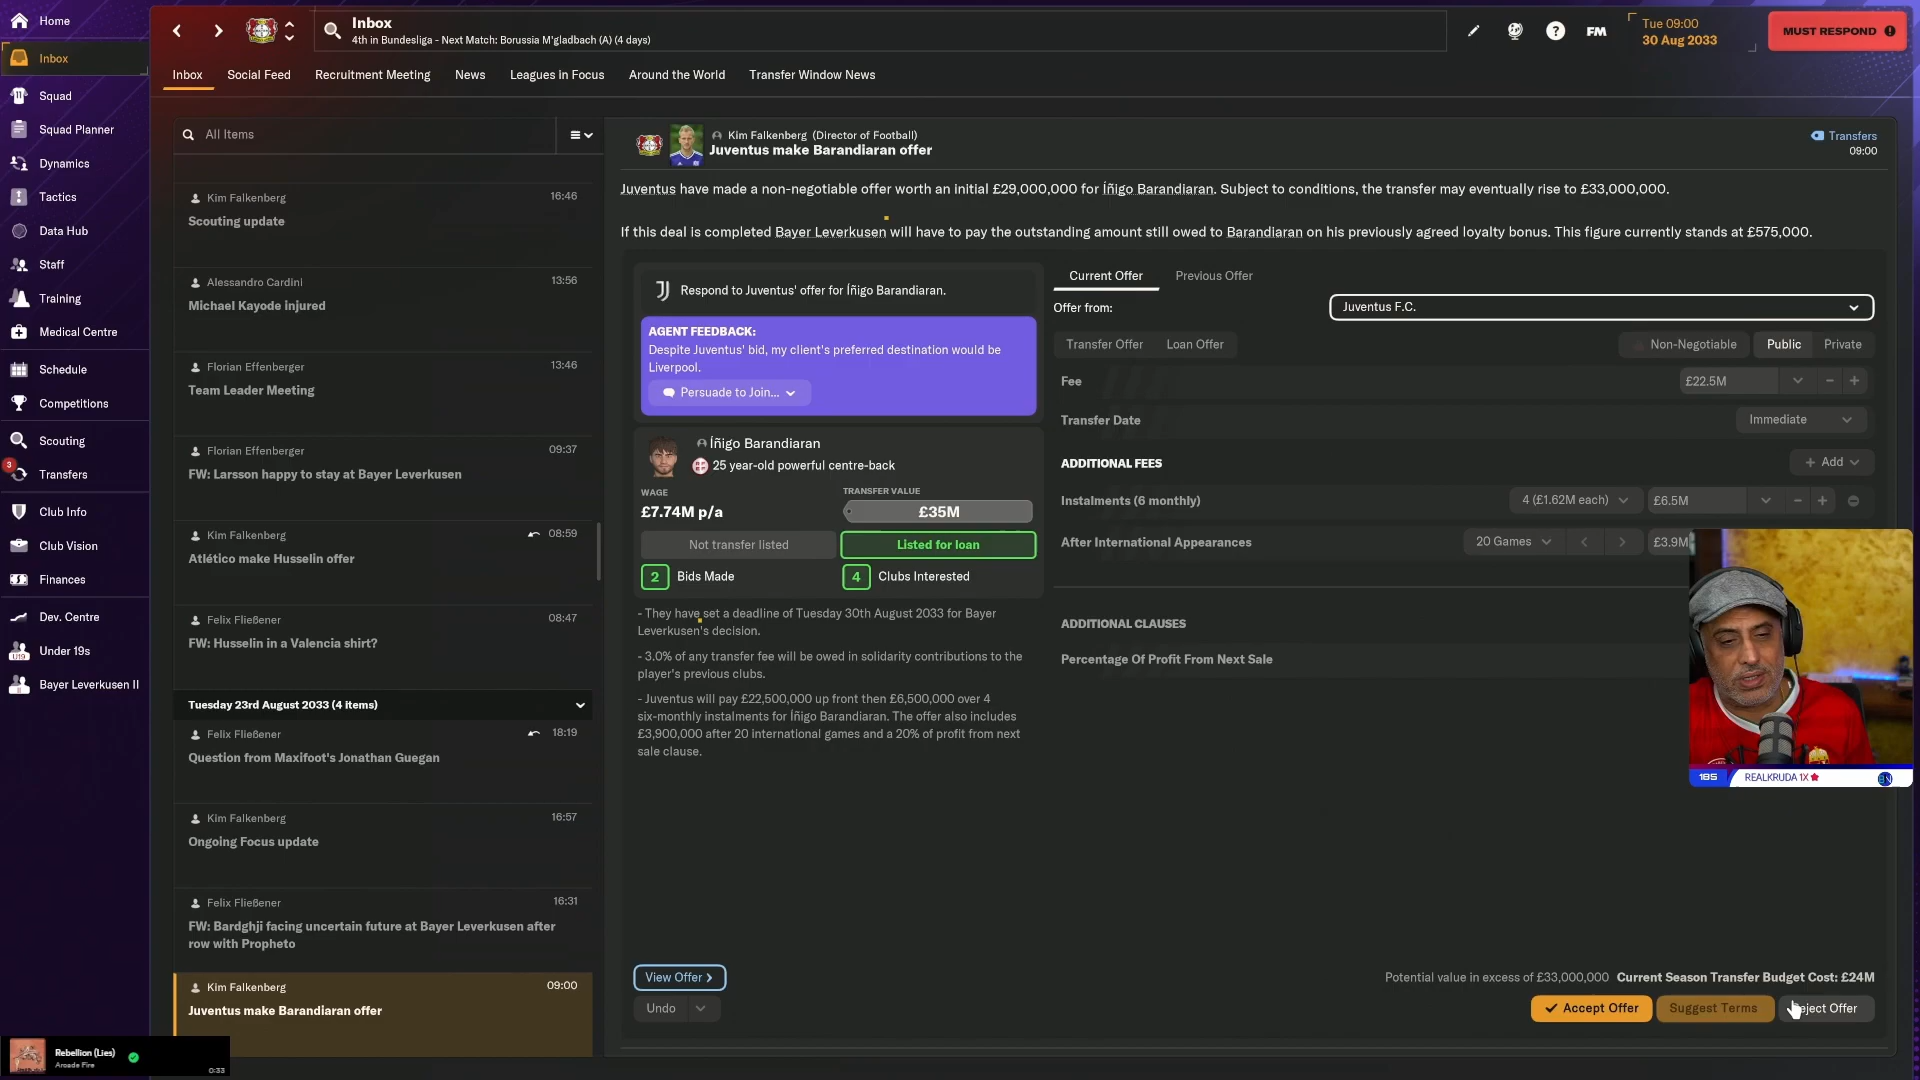 Home
Inbox
Squad
Squad Planner
Dynamics
Tactics
Data Hub
Staff
Training
Medical Centre
Schedule
Competitions
Scouting
3
Transfers
Club Info
Club Vision
Finances
Dev. Centre
Under 19s
Bayer Leverkusen II
Inbox
4th in Bundesliga - Next Match: Borussia M'gladbach (A) (4 days)
FM
Tue 09:00
30 Aug 2033
MUST RESPOND
Inbox Social Feed Recruitment Meeting News Leagues in Focus Around the World Transfer Window News
All Items
Kim Falkenberg 16:46
Scouting update
Alessandro Cardini 13:56
Michael Kayode injured
Florian Effenberger 13:46
Team Leader Meeting
Florian Effenberger 09:37
FW: Larsson happy to stay at Bayer Leverkusen
Kim Falkenberg 08:59
Atlético make Husselin offer
Felix Fließener 08:47
FW: Husselin in a Valencia shirt?
Tuesday 23rd August 2033 (4 items)
Felix Fließener 18:19
Question from Maxifoot's Jonathan Guegan
Kim Falkenberg 16:57
Ongoing Focus update
Felix Fließener 16:31
FW: Bardghji facing uncertain future at Bayer Leverkusen after
row with Propheto
Kim Falkenberg 09:00
Juventus make Barandiaran offer
Kim Falkenberg (Director of Football)
Juventus make Barandiaran offer
Transfers
09:00
Juventus have made a non-negotiable offer worth an initial £29,000,000 for Íñigo Barandiaran. Subject to conditions, the transfer may eventually rise to £33,000,000.
If this deal is completed Bayer Leverkusen will have to pay the outstanding amount still owed to Barandiaran on his previously agreed loyalty bonus. This figure currently stands at £575,000.
Respond to Juventus' offer for Íñigo Barandiaran.
AGENT FEEDBACK:
Despite Juventus' bid, my client's preferred destination would be
Liverpool.
Persuade to Join...
Íñigo Barandiaran
25 year-old powerful centre-back
WAGE TRANSFER VALUE
£7.74M p/a £35M
Not transfer listed Listed for loan
2 Bids Made 4 Clubs Interested
- They have set a deadline of Tuesday 30th August 2033 for Bayer
Leverkusen's decision.
- 3.0% of any transfer fee will be owed in solidarity contributions to the
player's previous clubs.
- Juventus will pay £22,500,000 up front then £6,500,000 over 4
six-monthly instalments for Íñigo Barandiaran. The offer also includes
£3,900,000 after 20 international games and a 20% of profit from next
sale clause.
Current Offer Previous Offer
Offer from: Juventus F.C.
Transfer Offer Loan Offer Non-Negotiable Public Private
Fee £22.5M
Transfer Date Immediate
ADDITIONAL FEES + Add
Instalments (6 monthly) 4 (£1.62M each) £6.5M
After International Appearances 20 Games £3.9M
ADDITIONAL CLAUSES
Percentage Of Profit From Next Sale
185 REALKRUDA 1X
View Offer
Potential value in excess of £33,000,000 Current Season Transfer Budget Cost: £24M
Undo
Accept Offer Suggest Terms eject Offer
Rebellion (Lies)
Arcade Fire
0:33